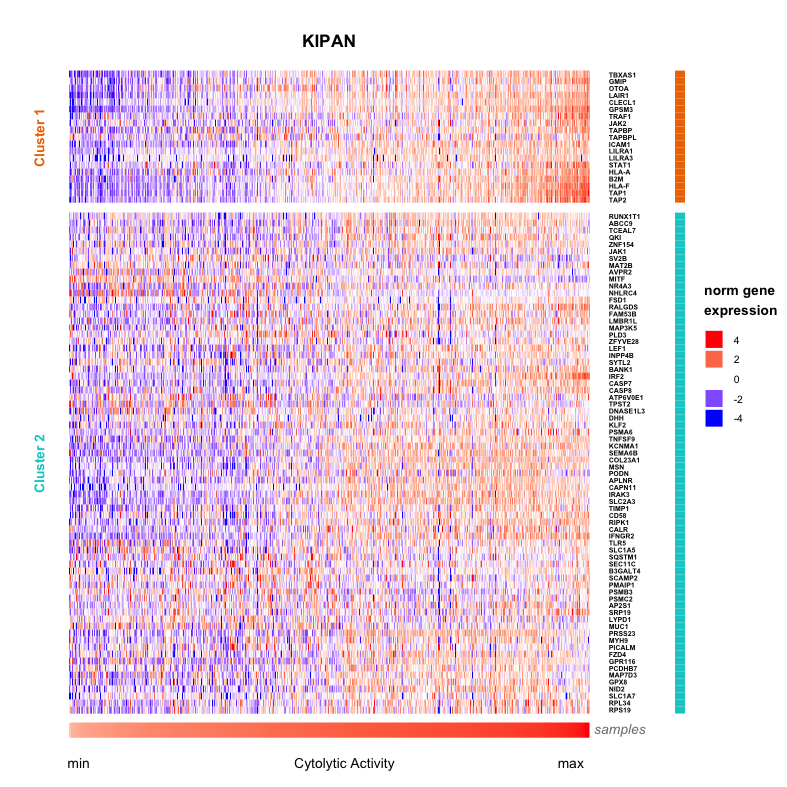 KIPAN
Cluster 1
TBXAS1
GMIP
OTOA
LAIR1
CLECL1
GPSM3
TRAF1
JAK2
TAPBP
TAPBPL
ICAM1
LILRA1
LILRA3
STAT1
HLA-A
B2M
HLA-F
TAP1
TAP2
Cluster 2
RUNX1T1
ABCC9
TCEAL7
QKI
ZNF154
JAK1
SV2B
MAT2B
AVPR2
MITF
NR4A3
NHLRC4
FSD1
RALGDS
FAM53B
LMBR1L
MAP3K5
PLD3
ZFYVE28
LEF1
INPP4B
SYTL2
BANK1
IRF2
CASP7
CASP8
ATP6V0E1
TPST2
DNASE1L3
DHH
KLF2
PSMA6
TNFSF9
KCNMA1
SEMA6B
COL23A1
MSN
PODN
APLNR
CAPN11
IRAK3
SLC2A3
TIMP1
CD58
RIPK1
CALR
IFNGR2
TLR5
SLC1A5
SQSTM1
SEC11C
B3GALT4
SCAMP2
PMAIP1
PSMB3
PSMC2
AP2S1
SRP19
LYPD1
MUC1
PRSS23
MYH9
PICALM
FZD4
GPR116
PCDHB7
MAP7D3
GPX8
NID2
SLC1A7
RPL34
RPS19
norm gene
expression
4
2
0
-2
-4
samples
min
Cytolytic Activity
max